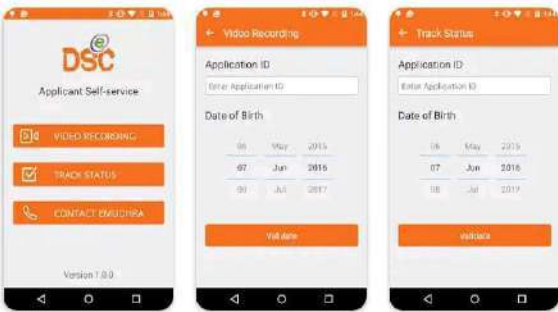 DSC
Applicant Self-service
VIDEO RECORDING
TRACK STATUS
CONTACT EMUDHRA
Version 1.0.0
Video Recording
Application ID
Enter Application ID
Date of Birth
06 May 2015
07 Jun 2016
08 Jul 2017
Validate
Track Status
Application ID
Enter Application ID
Date of Birth
06 May 2015
07 Jun 2016
08 Jul 2017
Validate